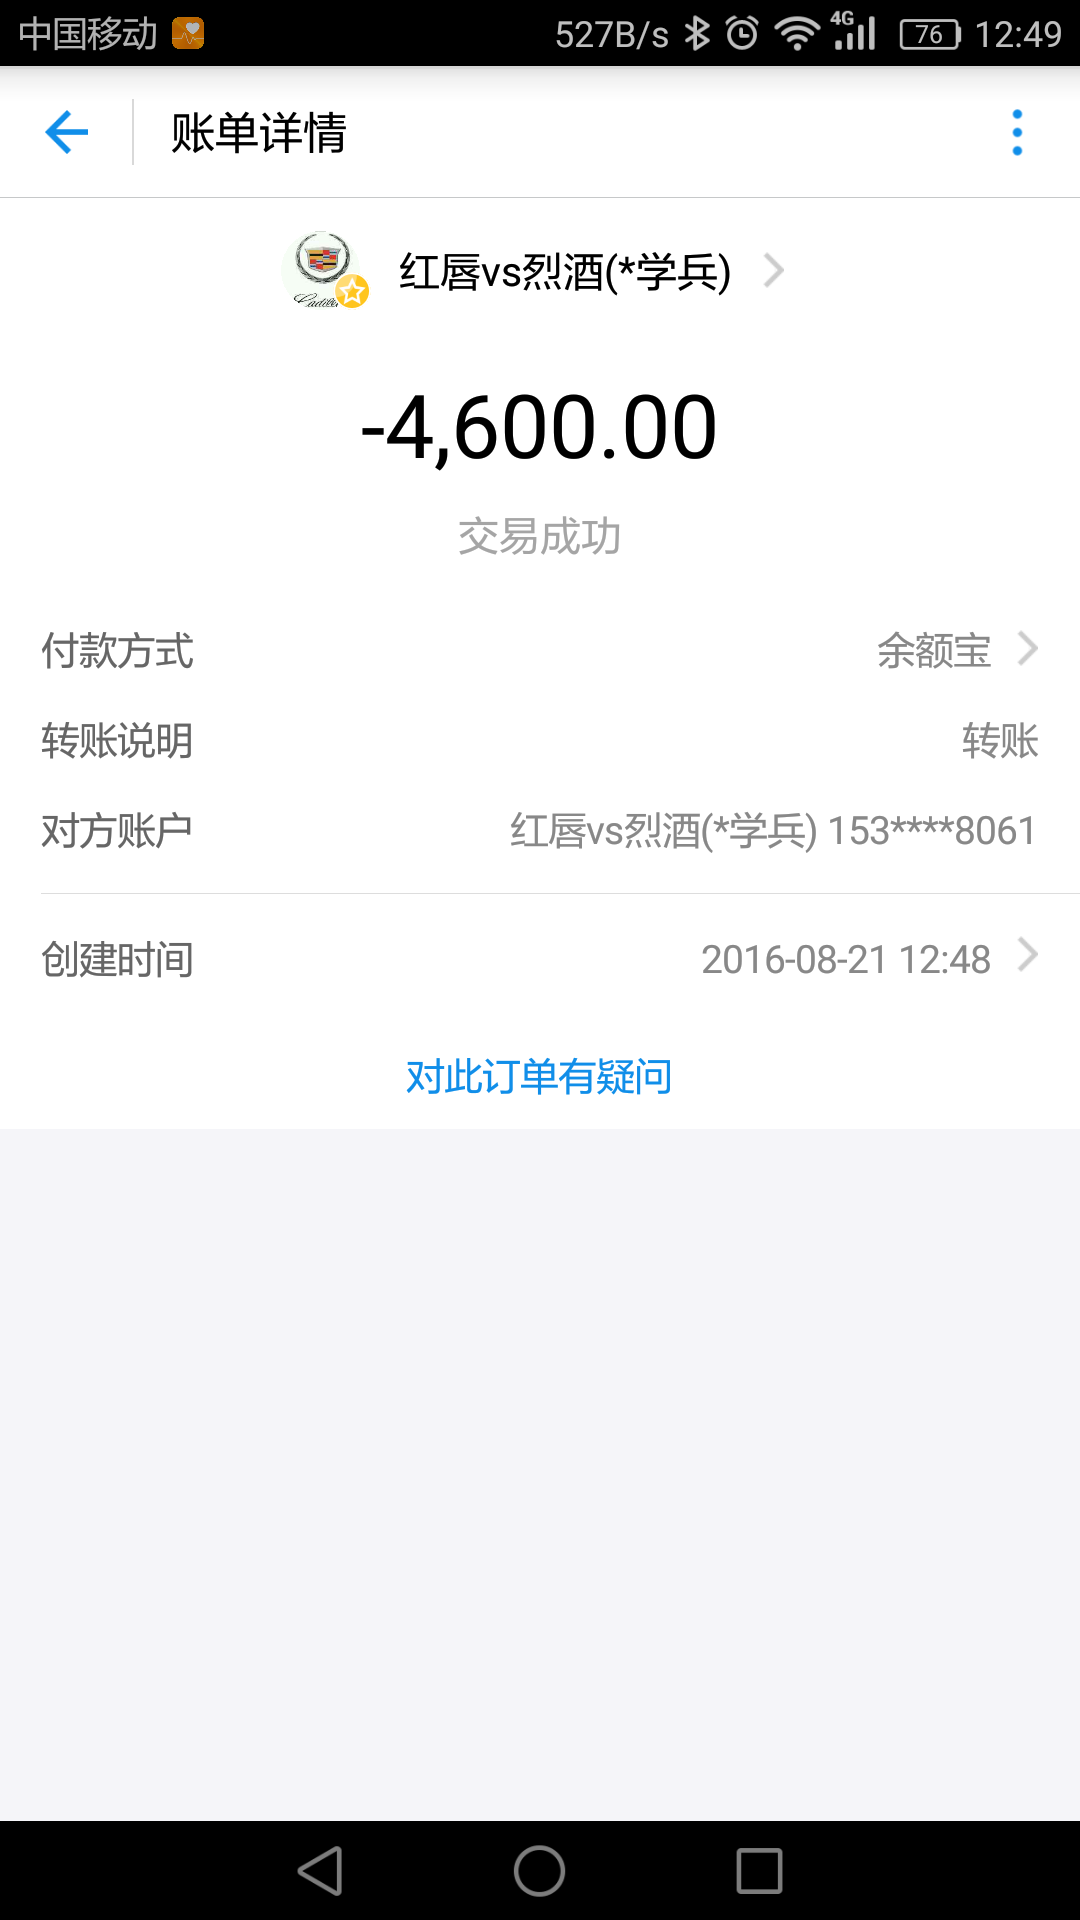 中国移动 527B/s 4G 76 12:49
账单详情
红唇vs烈酒(*学兵)
-4,600.00
交易成功
付款方式 余额宝
转账说明 转账
对方账户 红唇vs烈酒(*学兵) 153****8061
创建时间 2016-08-21 12:48
对此订单有疑问